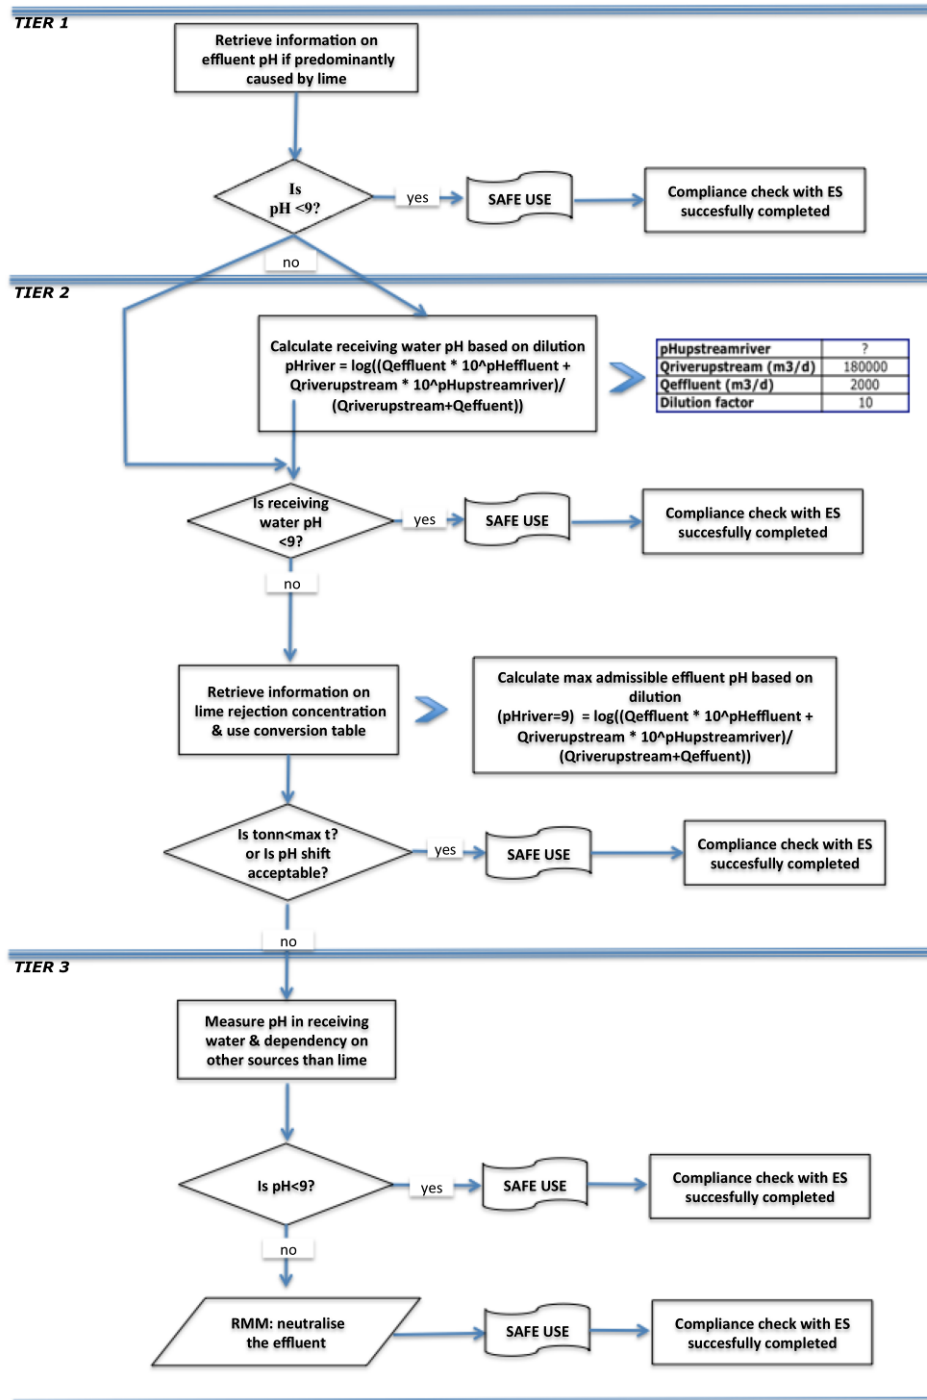 TIER 1
Retrieve information on
effluent pH if predominantly
caused by lime
Is
pH <9?
yes
SAFE USE
Compliance check with ES
succesfully completed
no
TIER 2
Calculate receiving water pH based on dilution
pHriver = log((Qeffluent * 10^pHeffluent +
Qriverupstream * 10^pHupstreamriver)/
(Qriverupstream+Qeffuent))
pHupstreamriver ?
Qriverupstream (m3/d) 180000
Qeffluent (m3/d) 2000
Dilution factor 10
Is receiving
water pH
<9?
yes
SAFE USE
Compliance check with ES
succesfully completed
no
Retrieve information on
lime rejection concentration
& use conversion table
Calculate max admissible effluent pH based on
dilution
(pHriver=9) = log((Qeffluent * 10^pHeffluent +
Qriverupstream * 10^pHupstreamriver)/
(Qriverupstream+Qeffuent))
Is tonn<max t?
or Is pH shift
acceptable?
yes
SAFE USE
Compliance check with ES
succesfully completed
no
TIER 3
Measure pH in receiving
water & dependency on
other sources than lime
Is pH<9?
yes
SAFE USE
Compliance check with ES
succesfully completed
no
RMM: neutralise
the effluent
SAFE USE
Compliance check with ES
succesfully completed